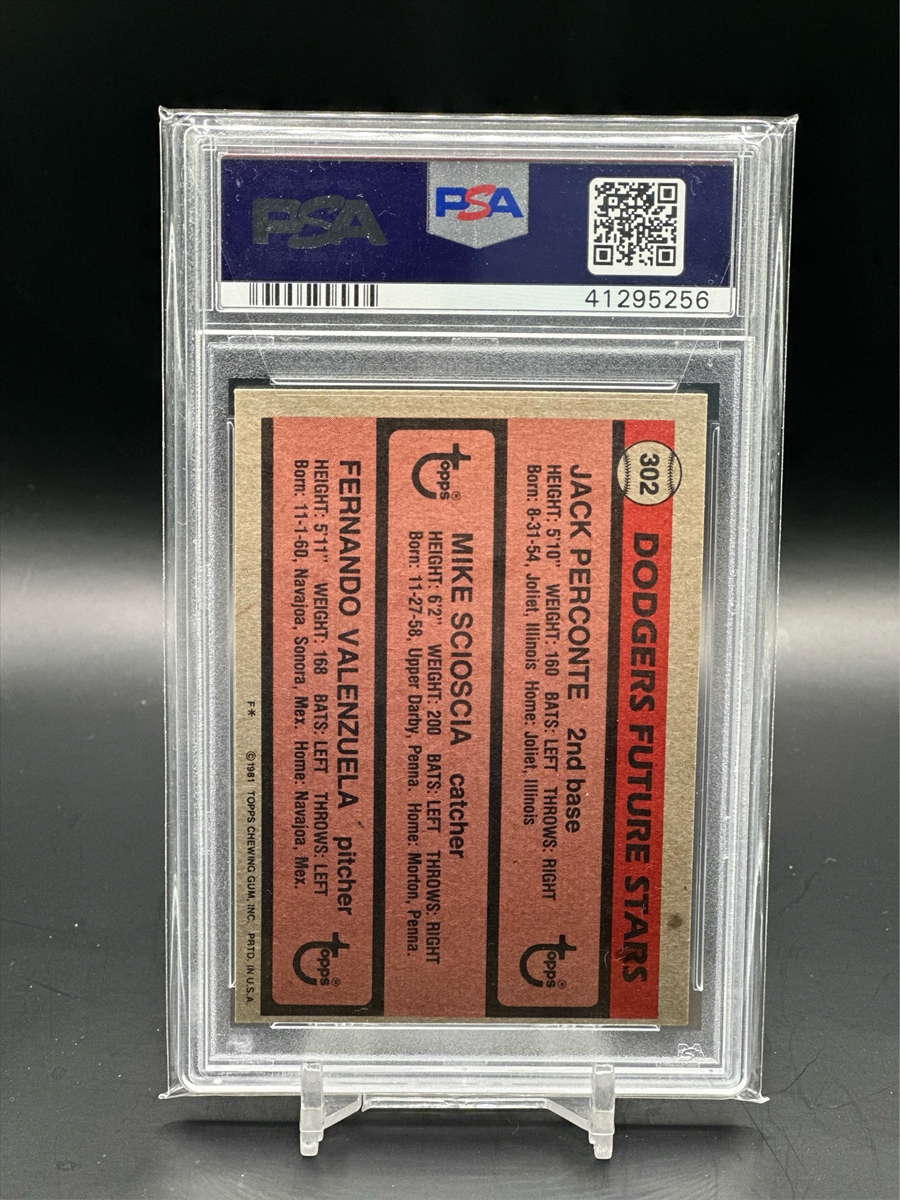 PSA
PSA
41295256
302
DODGERS FUTURE STARS
JACK PERCONTE 2nd base
HEIGHT: 5'10" WEIGHT: 160 BATS: LEFT THROWS: RIGHT
Born: 8-31-54, Joliet, Illinois Home: Joliet, Illinois
Topps®
Topps®
MIKE SCIOSCIA catcher
HEIGHT: 6'2" WEIGHT: 200 BATS: LEFT THROWS: RIGHT
Born: 11-27-58, Upper Darby, Penna. Home: Morton, Penna.
FERNANDO VALENZUELA pitcher
HEIGHT: 5'11" WEIGHT: 168 BATS: LEFT THROWS: LEFT
Born: 11-1-60, Navajoa, Sonora, Mex. Home: Navajoa, Mex.
Topps®
F* ©1981 TOPPS CHEWING GUM, INC. PRTD. IN U.S.A.
PSA